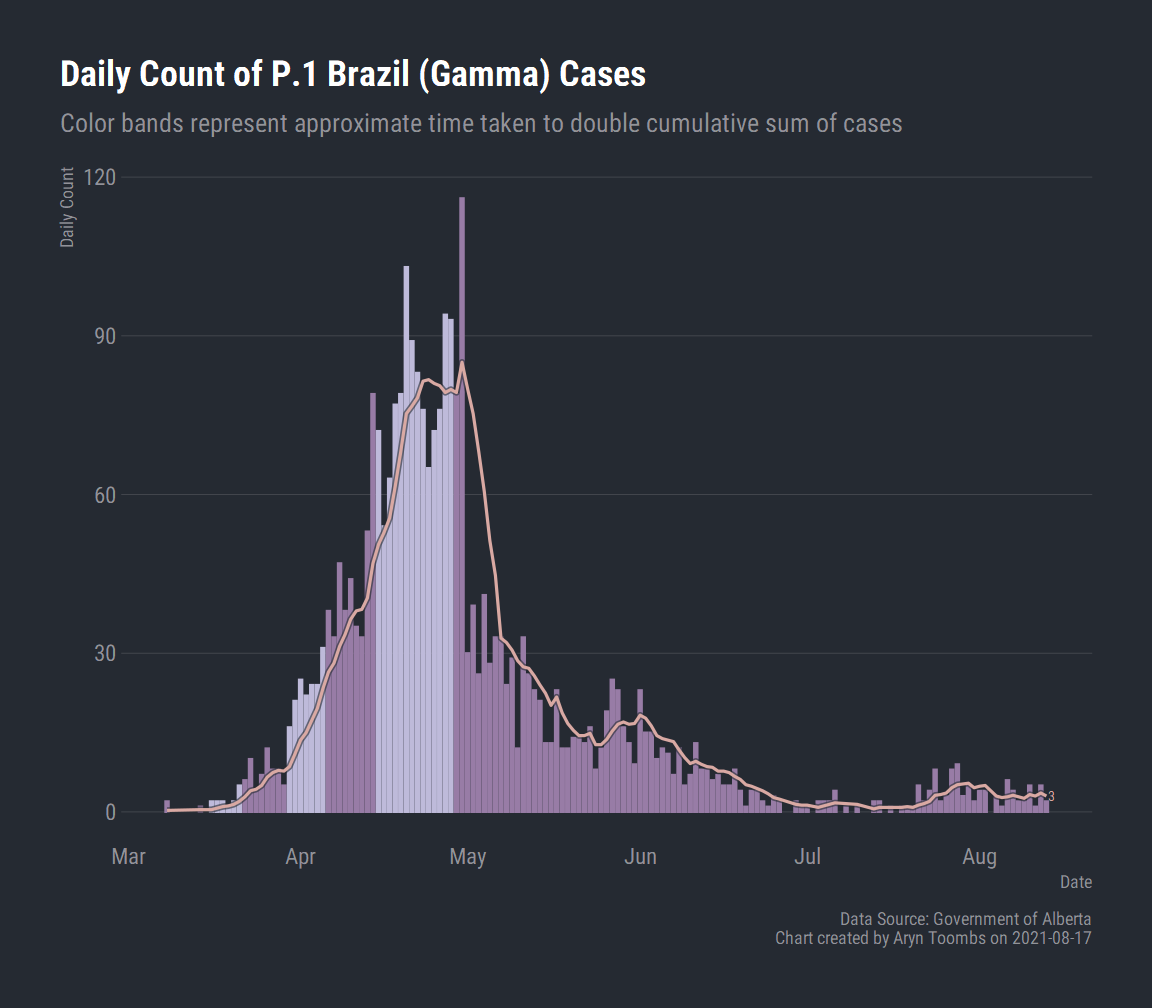 Daily Count of P.1 Brazil (Gamma) Cases
Color bands represent approximate time taken to double cumulative sum of cases
Daily Count
120
90
60
30
0
3
Mar Apr May Jun Jul Aug
Date
Data Source: Government of Alberta
Chart created by Aryn Toombs on 2021-08-17